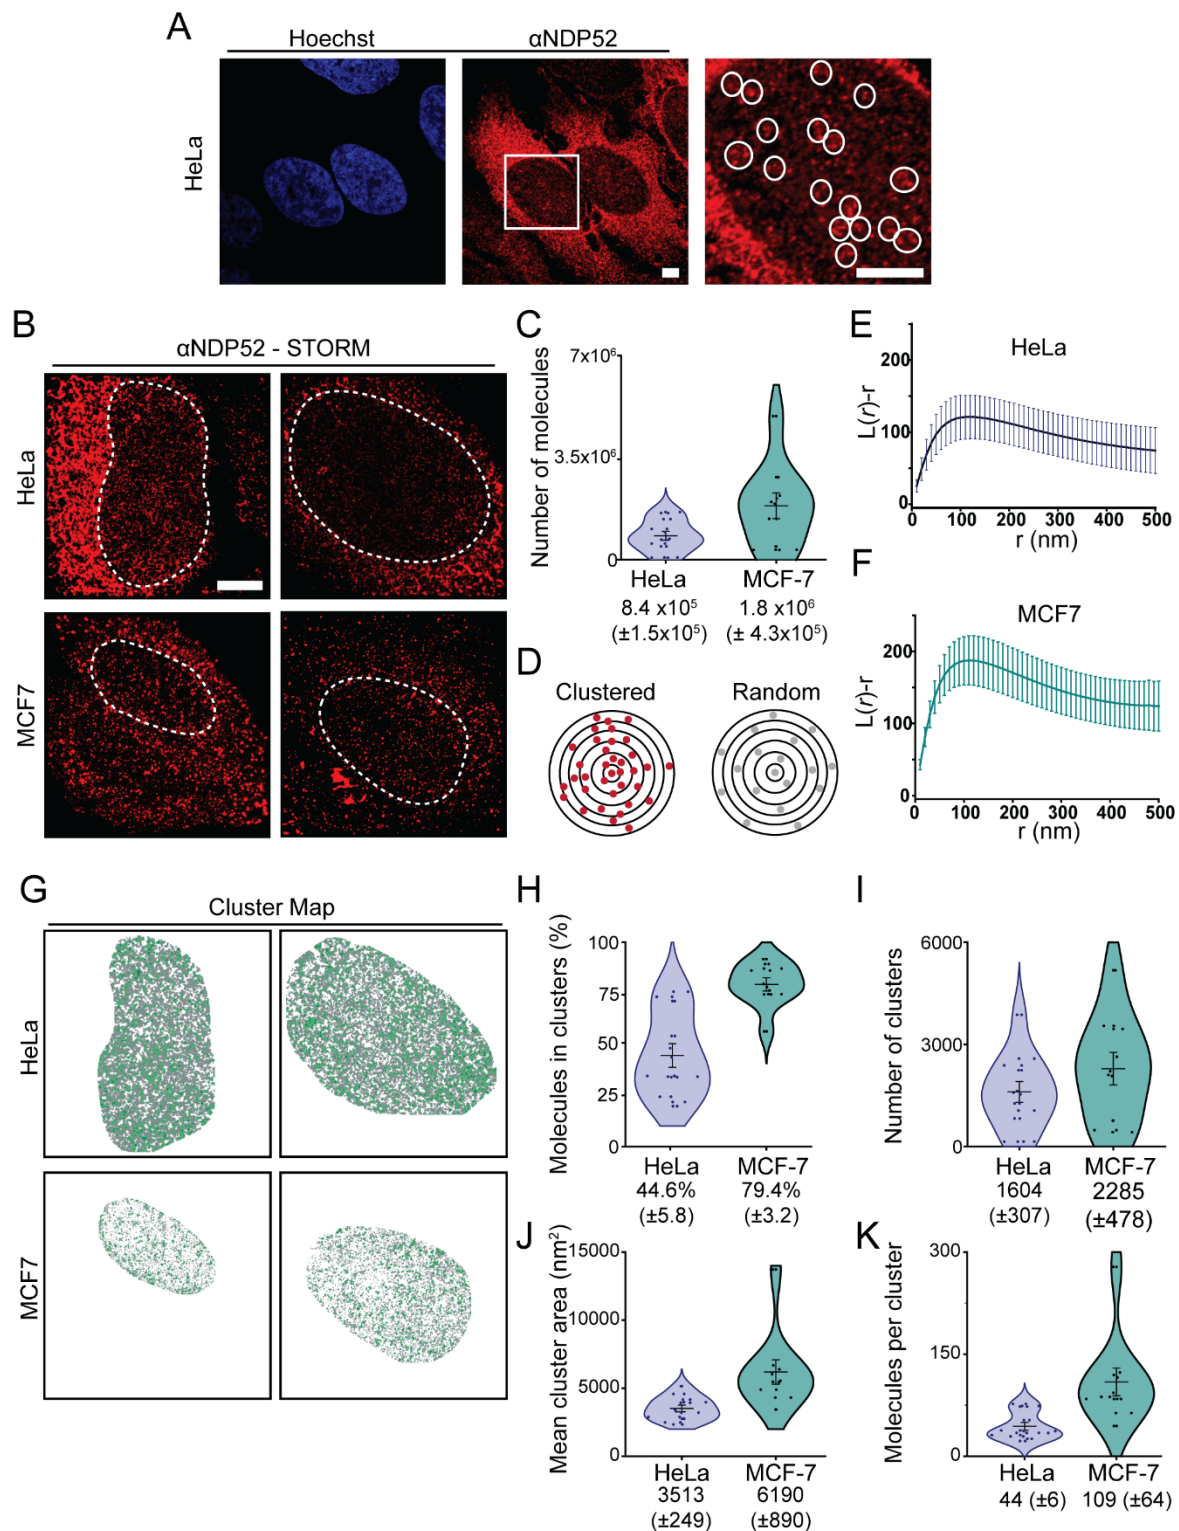 A
Hoechst
αNDP52
HeLa
B
αNDP52 - STORM
HeLa
MCF7
C
Number of molecules
7x10⁶
3.5x10⁶
0
HeLa
MCF-7
8.4 x10⁵
1.8 x10⁶
(±1.5x10⁵)
(± 4.3x10⁵)
D
Clustered
Random
E
HeLa
L(r)-r
200
100
0
0
100
200
300
400
500
r (nm)
F
MCF7
L(r)-r
200
100
0
0
100
200
300
400
500
r (nm)
G
Cluster Map
HeLa
MCF7
H
Molecules in clusters (%)
100
75
50
25
0
HeLa
MCF-7
44.6%
79.4%
(±5.8)
(±3.2)
I
Number of clusters
6000
3000
0
HeLa
MCF-7
1604
2285
(±307)
(±478)
J
Mean cluster area (nm²)
15000
10000
5000
0
HeLa
MCF-7
3513
6190
(±249)
(±890)
K
Molecules per cluster
300
150
0
HeLa
MCF-7
44 (±6)
109 (±64)